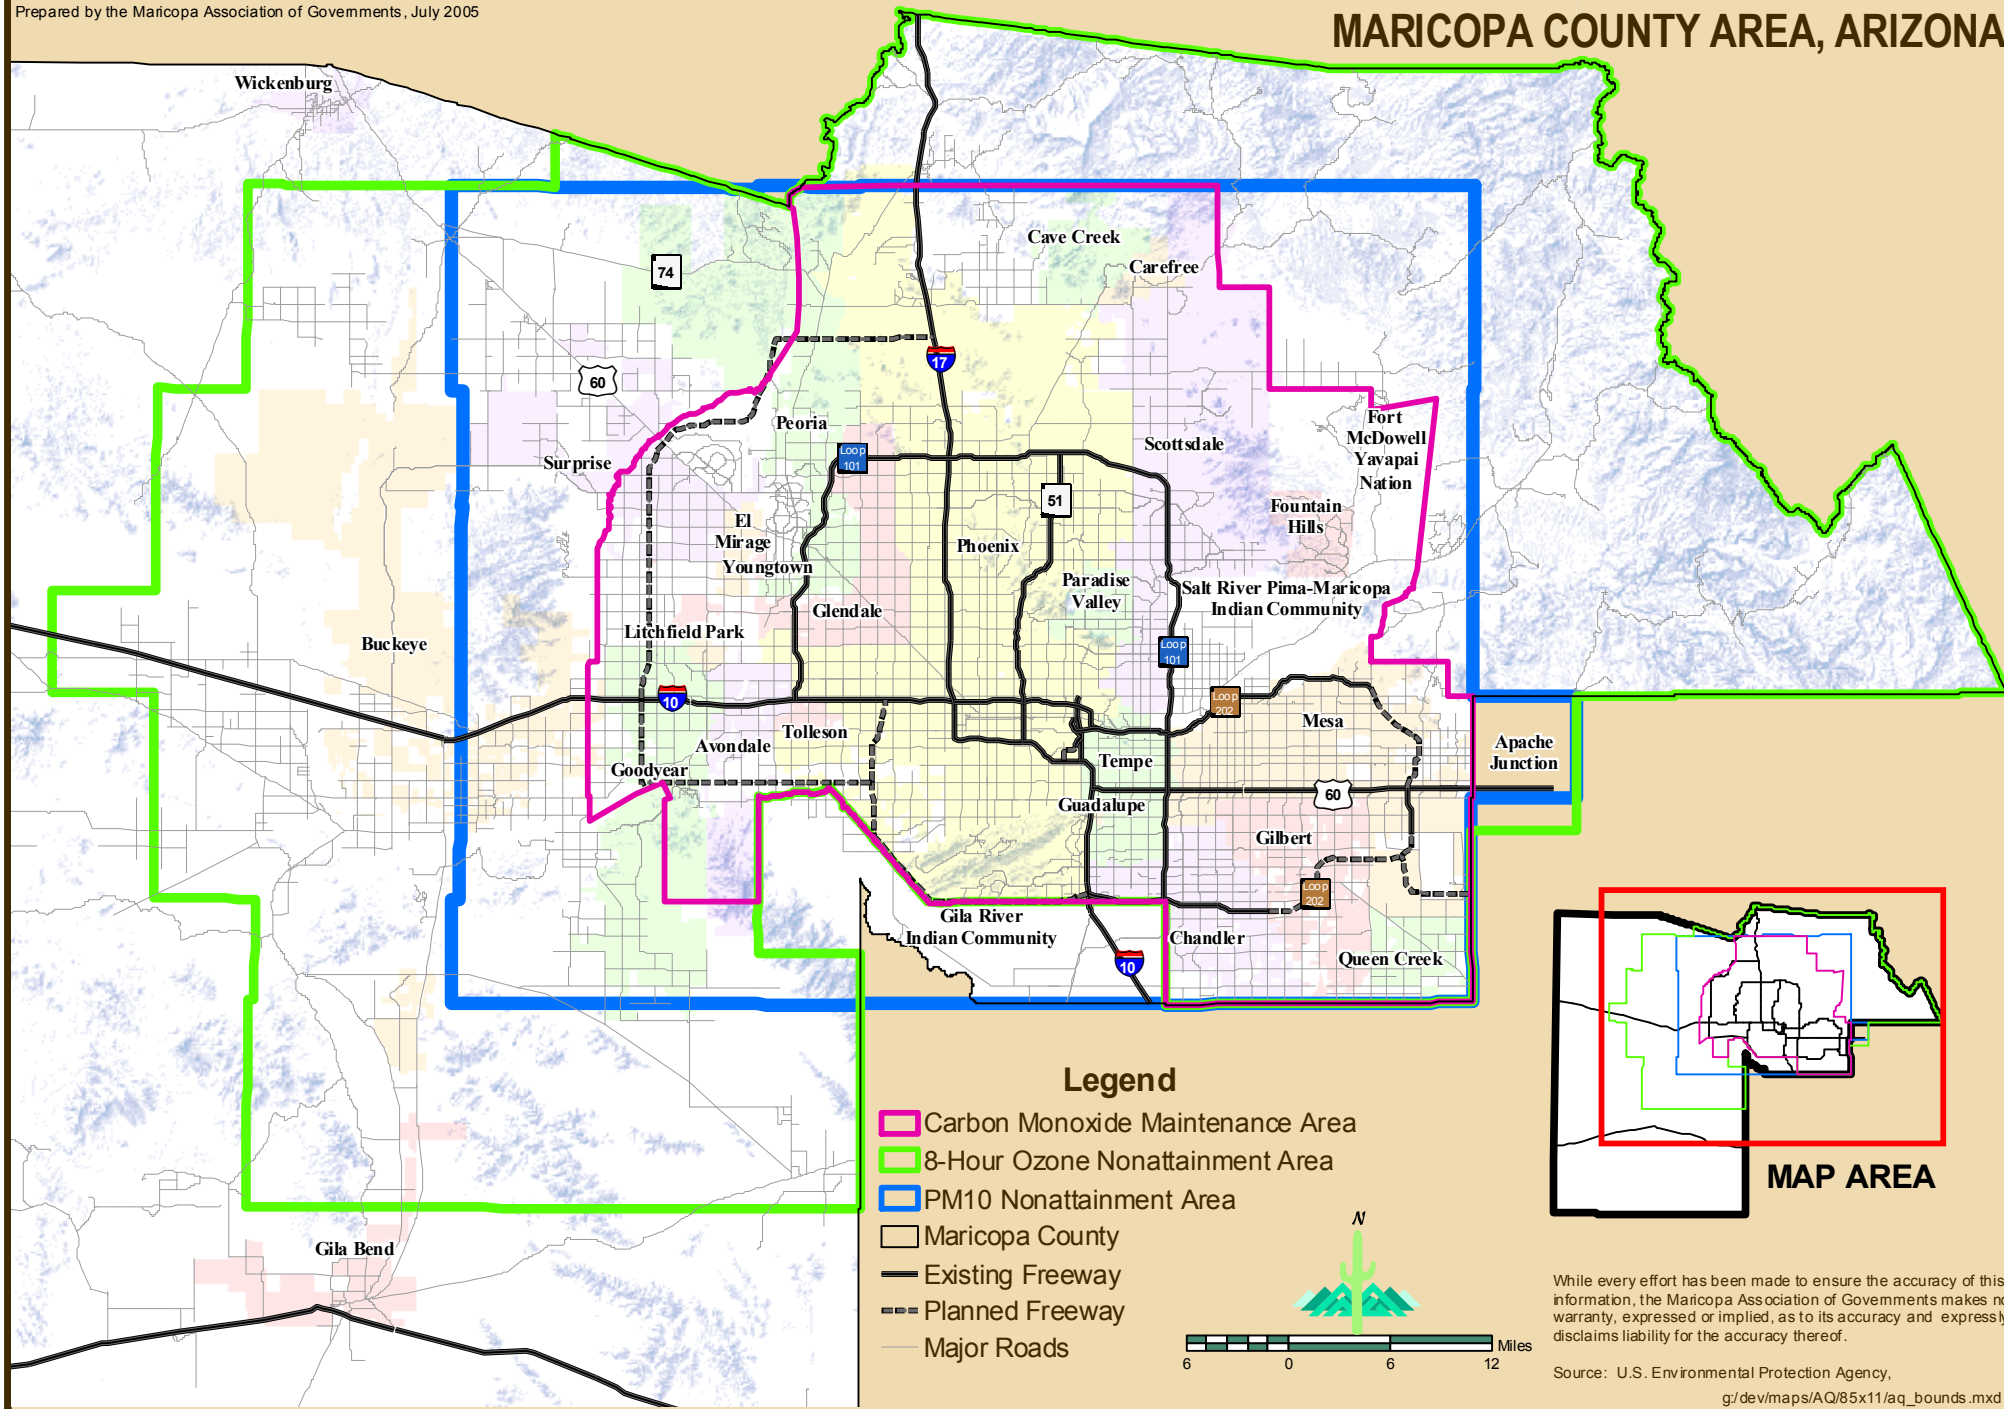 Prepared by the Maricopa Association of Governments, July 2005
MARICOPA COUNTY AREA, ARIZONA
Wickenburg
Cave Creek
Carefree
74
17
60
Peoria
Fort
McDowell
Yavapai
Nation
Scottsdale
Surprise
Loop
101
51
Fountain
Hills
El
Mirage
Youngtown
Phoenix
Paradise
Valley
Salt River Pima-Maricopa
Indian Community
Glendale
Litchfield Park
Buckeye
Loop
101
10
Loop
202
Mesa
Tolleson
Avondale
Apache
Junction
Tempe
Goodyear
60
Guadalupe
Gilbert
Loop
202
Gila River
Indian Community
Chandler
10
Queen Creek
Gila Bend
Legend
Carbon Monoxide Maintenance Area
8-Hour Ozone Nonattainment Area
PM10 Nonattainment Area
Maricopa County
Existing Freeway
Planned Freeway
Major Roads
N
Miles
6 0 6 12
MAP AREA
While every effort has been made to ensure the accuracy of this
information, the Maricopa Association of Governments makes no
warranty, expressed or implied, as to its accuracy and expressly
disclaims liability for the accuracy thereof.
Source: U.S. Environmental Protection Agency,
g:/dev/maps/AQ/85x11/aq_bounds.mxd